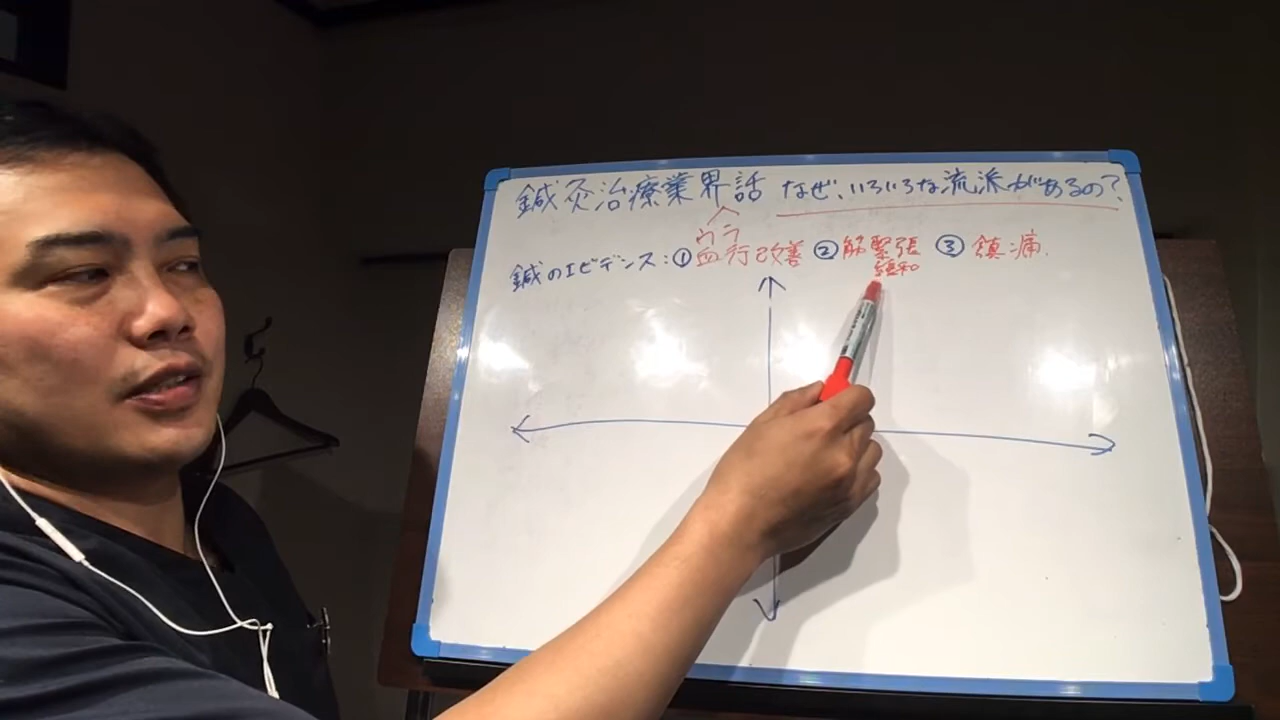 鍼灸治療業界話 なぜ、いろいろな流派があるの?
ウラ
鍼のエビデンス:①血行改善 ②筋緊張 ③鎮痛.
緩和